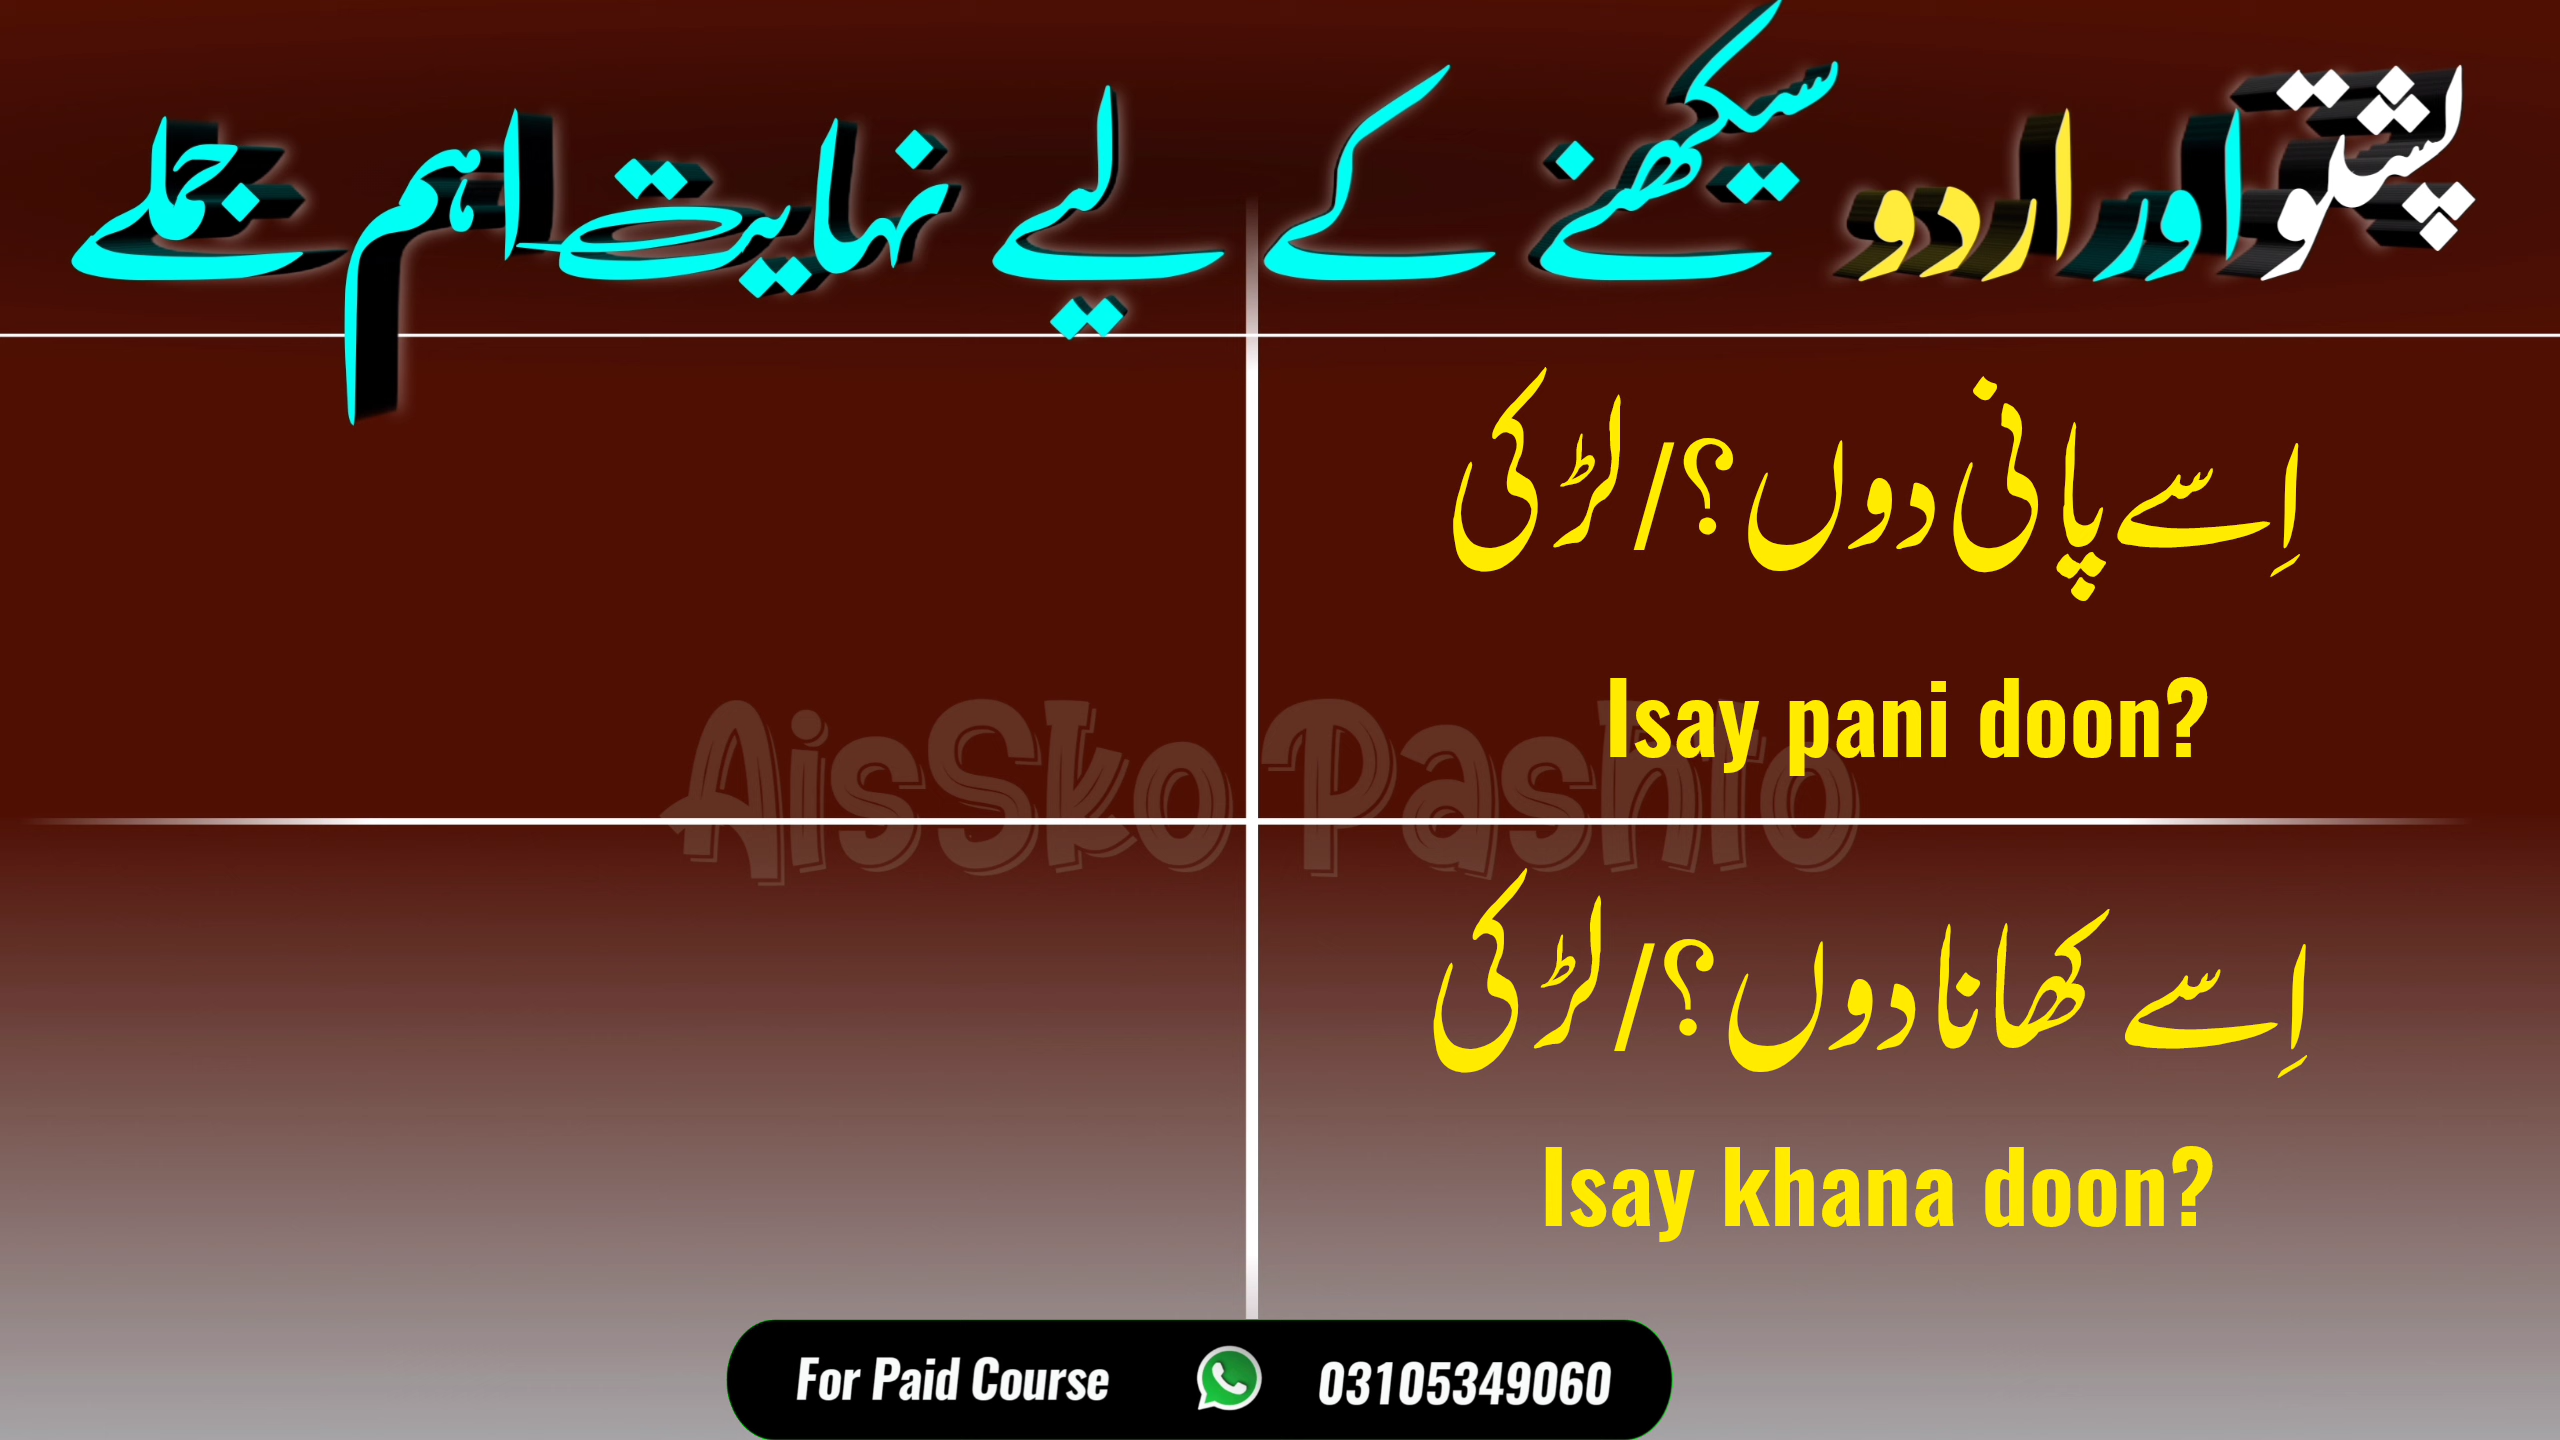 پشتو اور اردو سیکھنے کے لیے نہایت اہم جملے
اِسے پانی دوں؟/لڑکی
Isay pani doon?
AisSko Pashto
اِسے کھانا دوں؟/لڑکی
Isay khana doon?
For Paid Course 03105349060